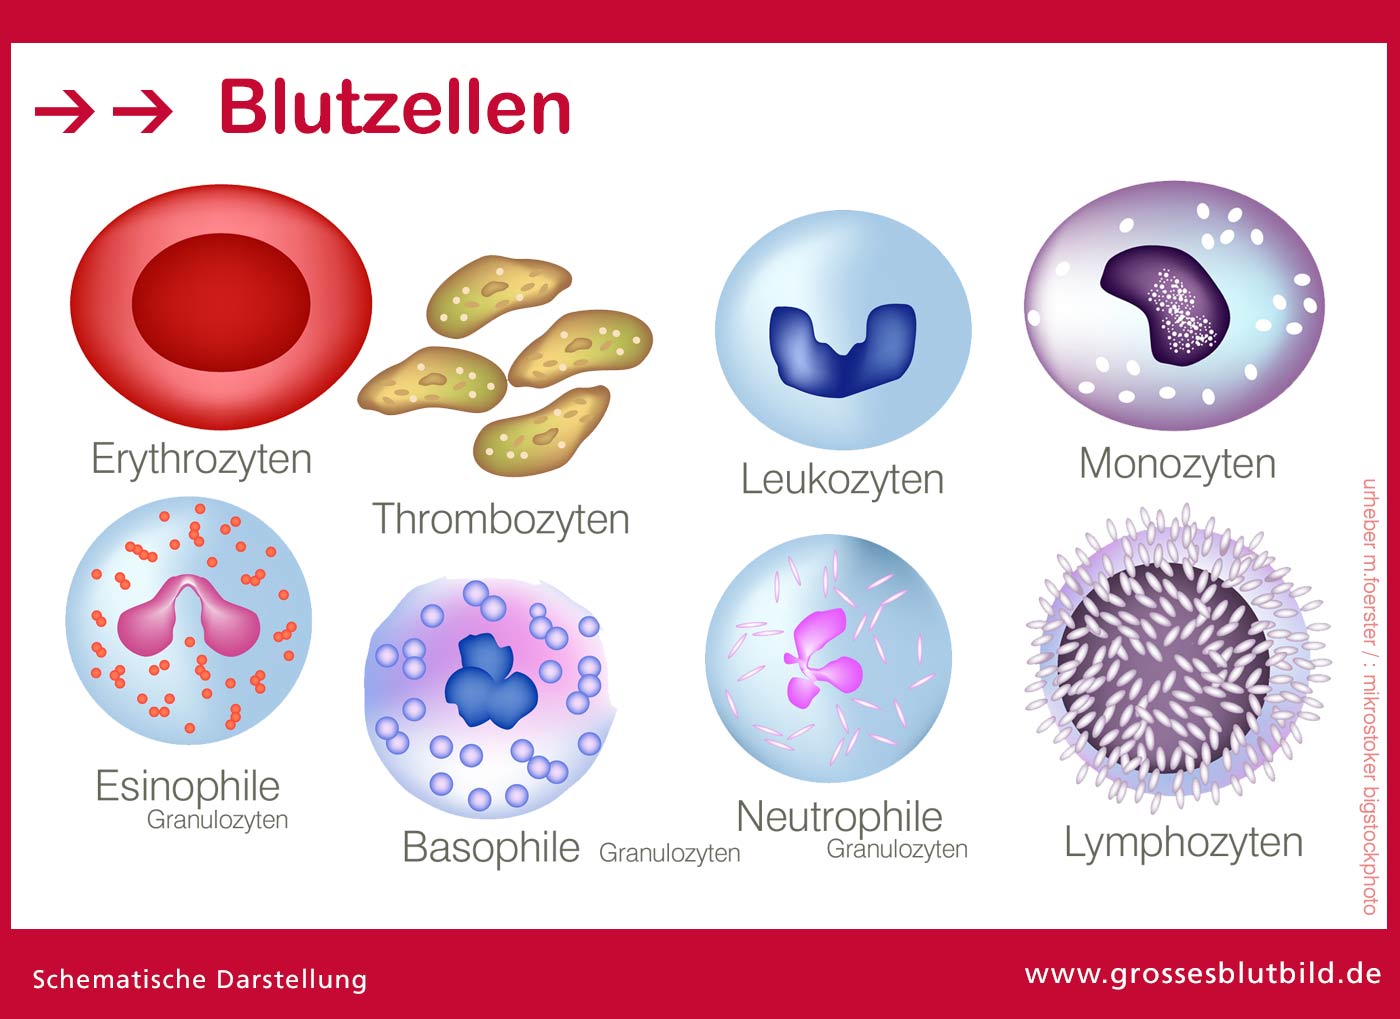 →→ Blutzellen
Erythrozyten
Thrombozyten
Leukozyten
Monozyten
Esinophile
Granulozyten
Basophile Granulozyten
Neutrophile
Granulozyten
Lymphozyten
urheber m.foerster / : mikrostoker bigstockphoto
Schematische Darstellung
www.grossesblutbild.de